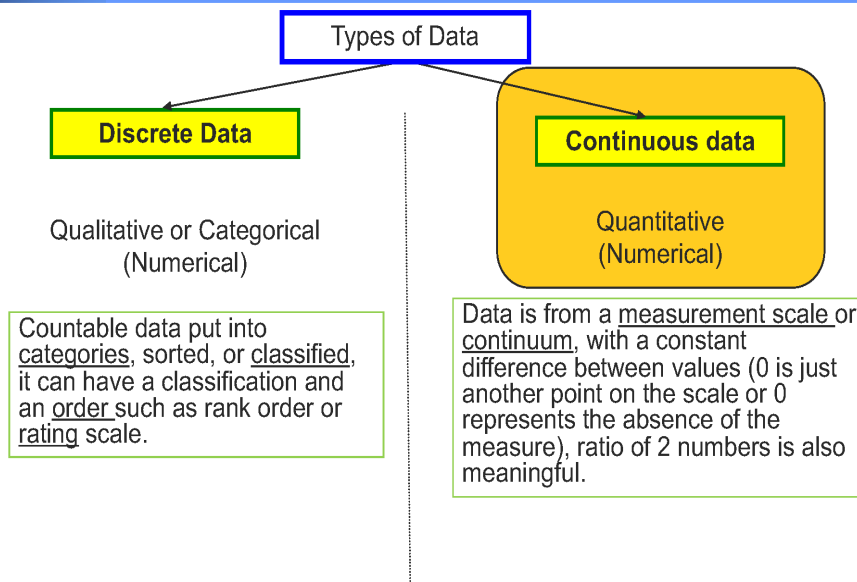 Types of Data
Discrete Data
Continuous data
Qualitative or Categorical
(Numerical)
Quantitative
(Numerical)
Countable data put into
categories, sorted, or classified,
it can have a classification and
an order such as rank order or
rating scale.
Data is from a measurement scale or
continuum, with a constant
difference between values (0 is just
another point on the scale or 0
represents the absence of the
measure), ratio of 2 numbers is also
meaningful.